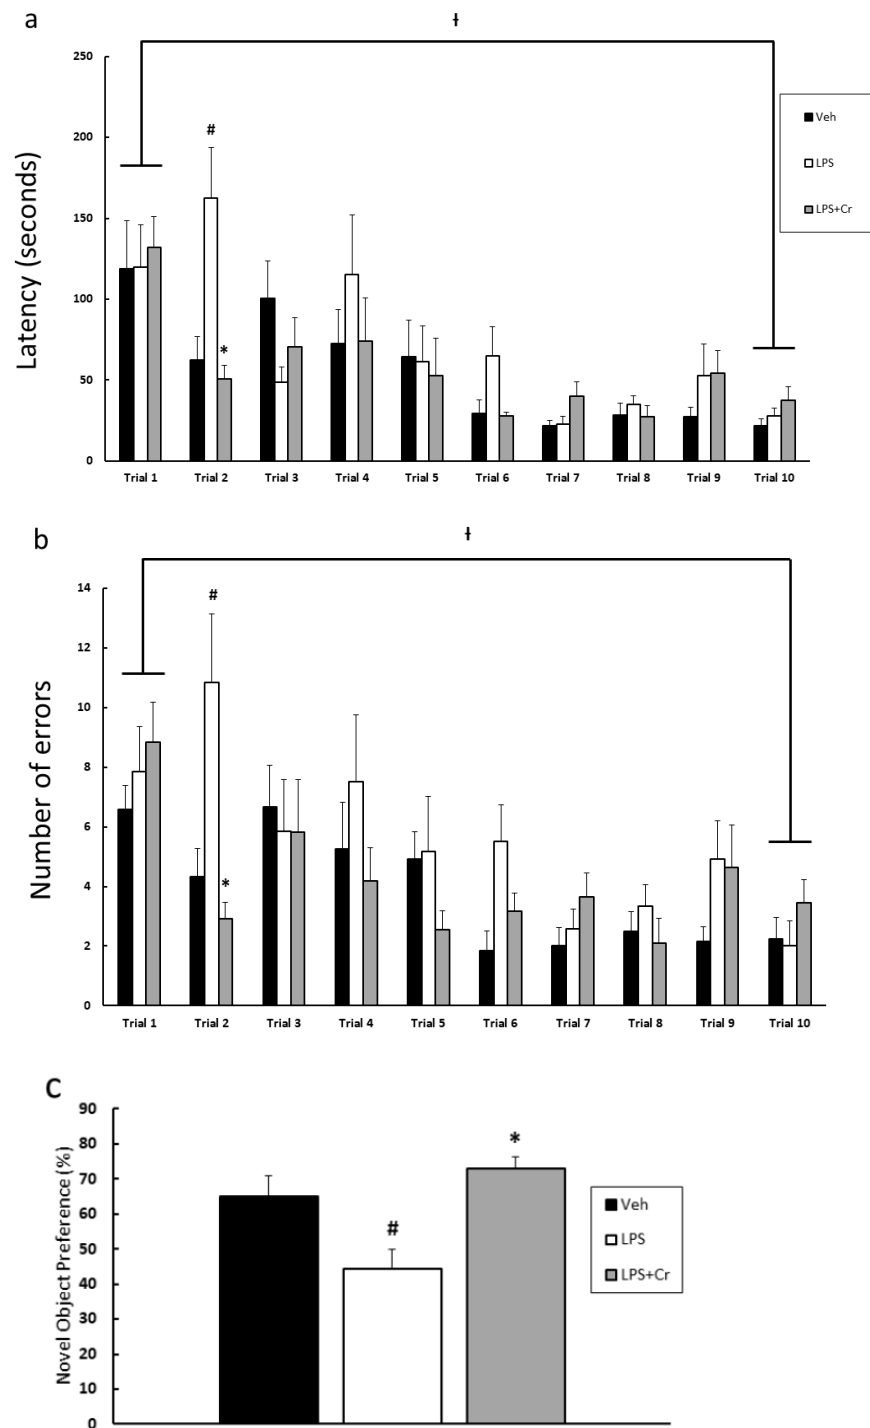 a
ƚ
250
200
150
100
50
0
Latency (seconds)
#
*
Veh
LPS
LPS+Cr
Trial 1 Trial 2 Trial 3 Trial 4 Trial 5 Trial 6 Trial 7 Trial 8 Trial 9 Trial 10
b
ƚ
14
12
10
8
6
4
2
0
Number of errors
#
*
Trial 1 Trial 2 Trial 3 Trial 4 Trial 5 Trial 6 Trial 7 Trial 8 Trial 9 Trial 10
c
90
80
70
60
50
40
30
20
10
0
Novel Object Preference (%)
#
*
Veh
LPS
LPS+Cr